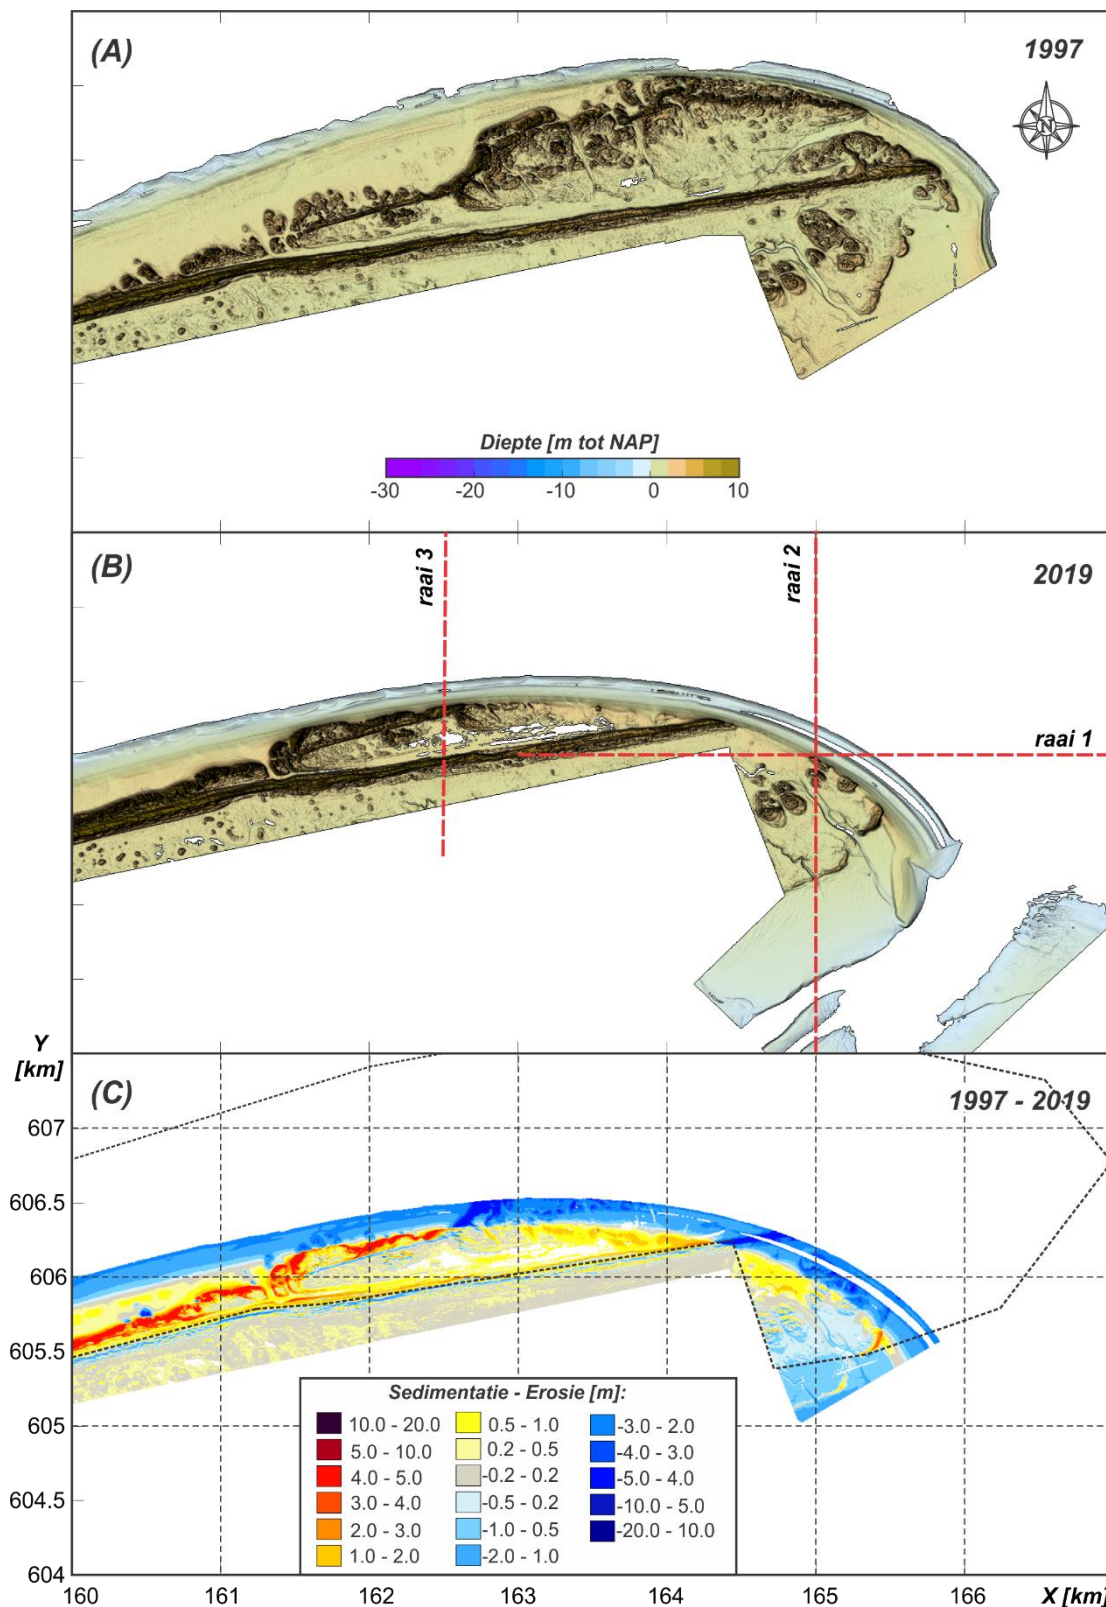 (A)
1997
N
Diepte [m tot NAP]
-30 -20 -10 0 10
(B)
raai 3
raai 2
2019
raai 1
Y
[km]
(C)
1997 - 2019
607
606.5
606
605.5
605
604.5
604
Sedimentatie - Erosie [m]:
10.0 - 20.0
5.0 - 10.0
4.0 - 5.0
3.0 - 4.0
2.0 - 3.0
1.0 - 2.0
0.5 - 1.0
0.2 - 0.5
-0.2 - 0.2
-0.5 - 0.2
-1.0 - 0.5
-2.0 - 1.0
-3.0 - 2.0
-4.0 - 3.0
-5.0 - 4.0
-10.0 - 5.0
-20.0 - 10.0
160 161 162 163 164 165 166 X [km]